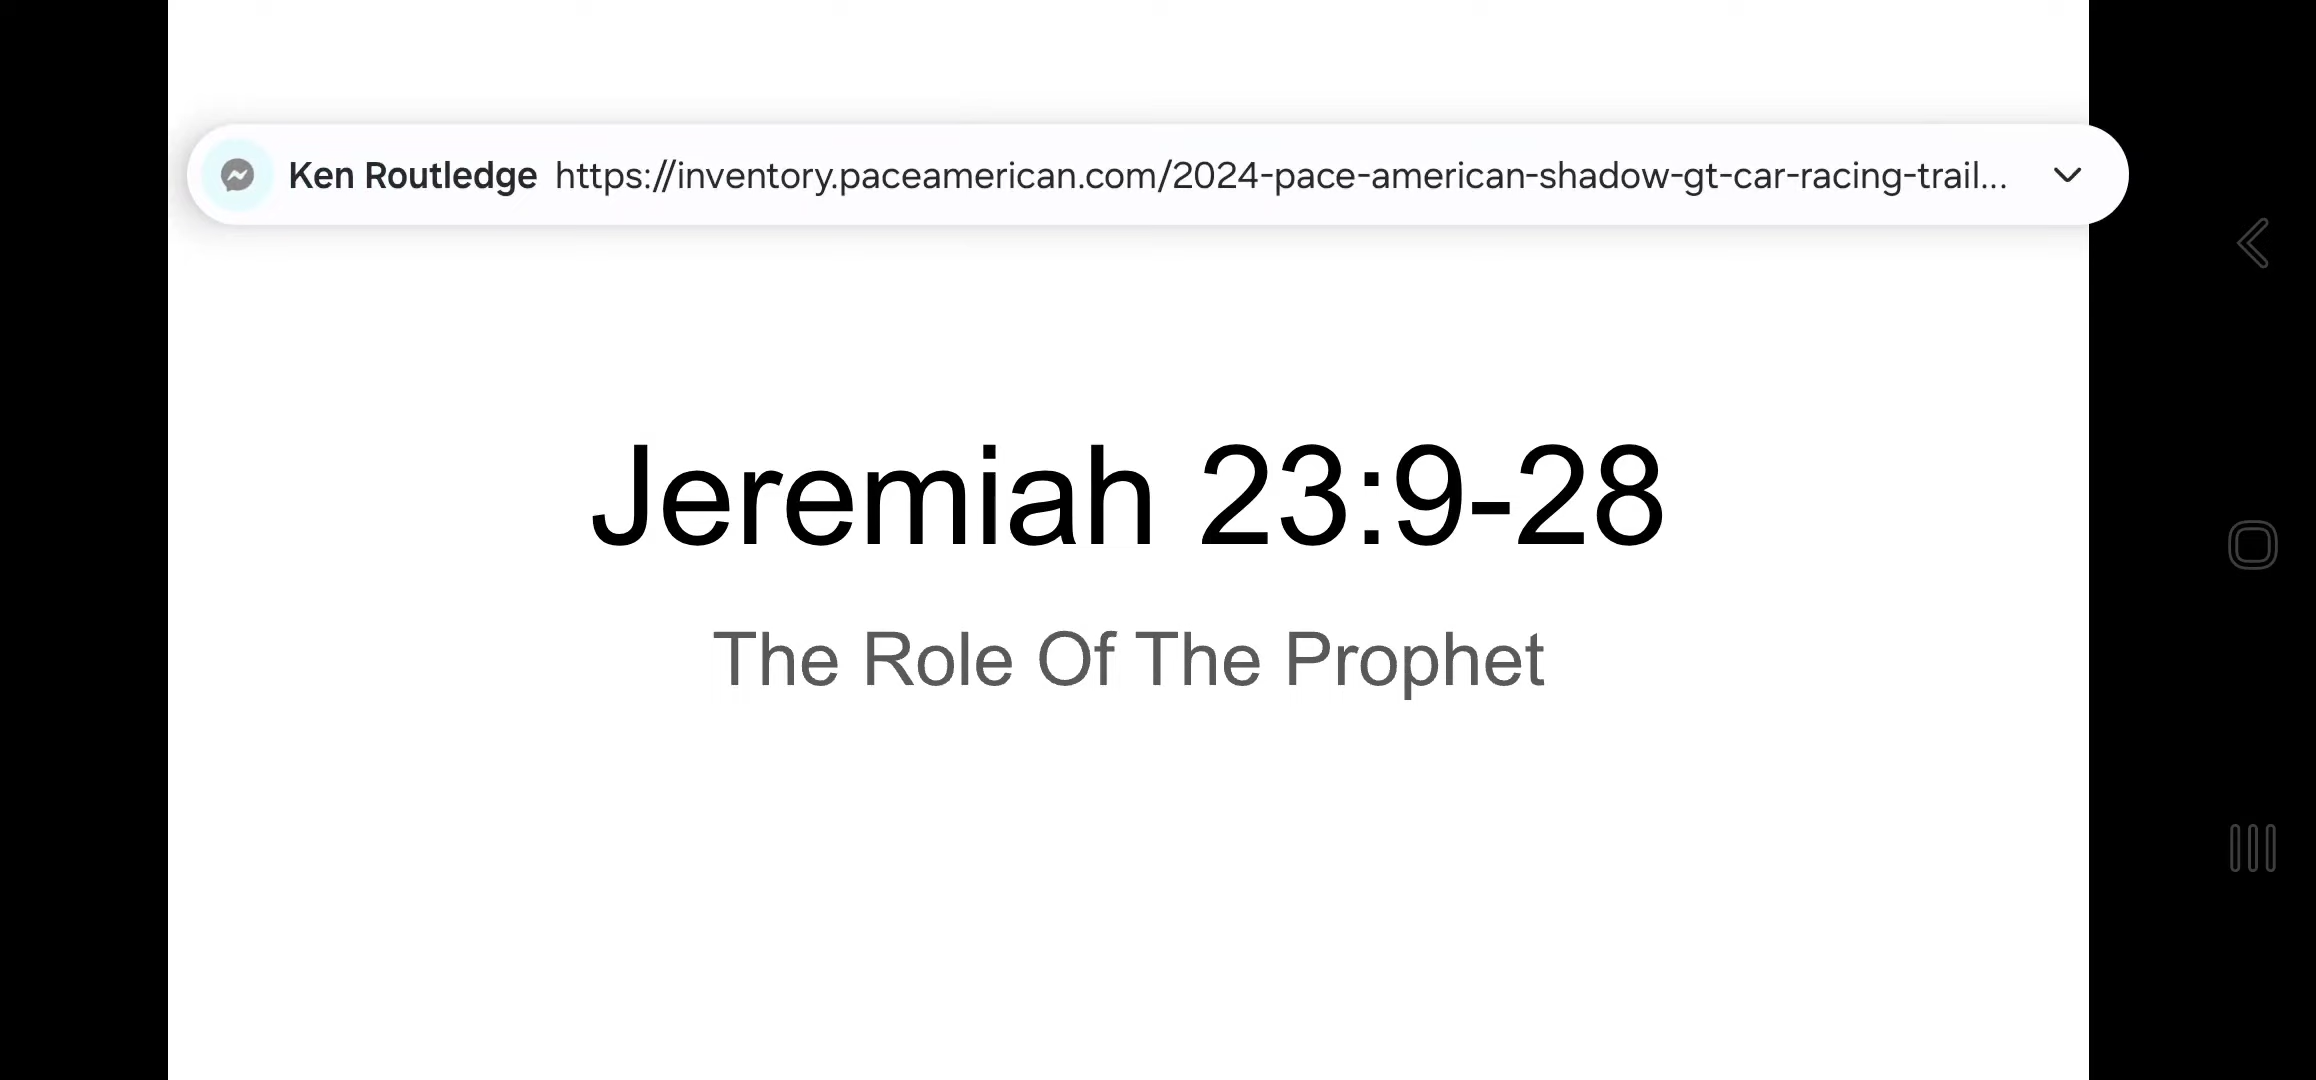 Ken Routledge https://inventory.paceamerican.com/2024-pace-american-shadow-gt-car-racing-trail...
Jeremiah 23:9-28
The Role Of The Prophet